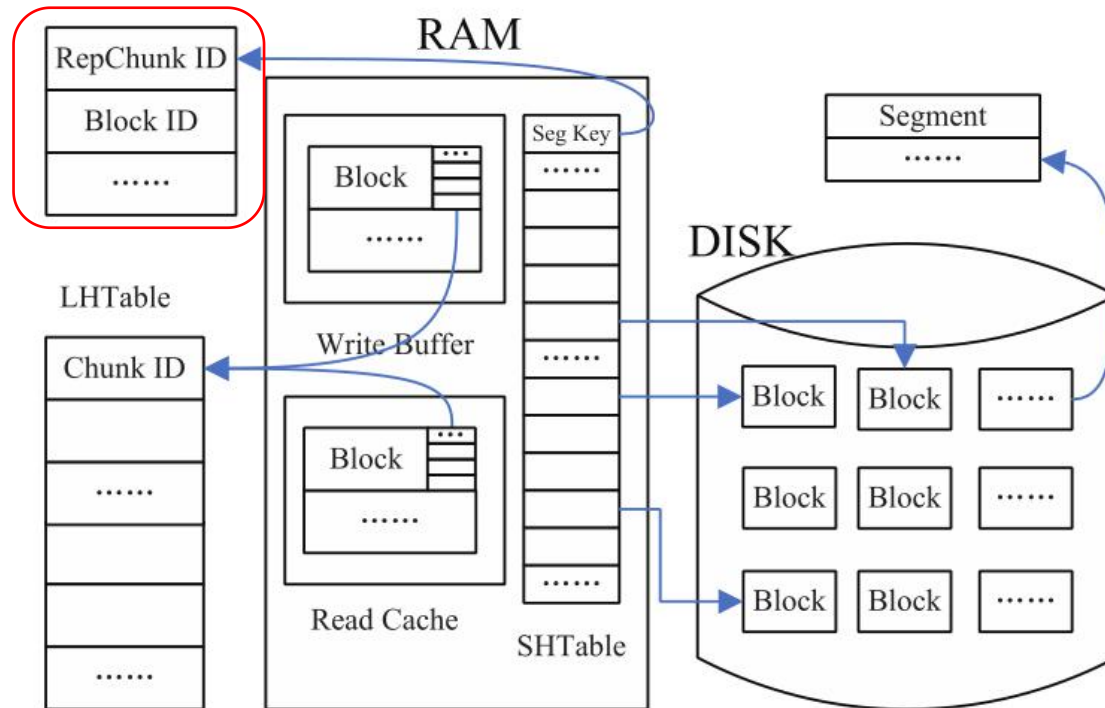 RepChunk ID
Block ID
······
LHTable
Chunk ID
······
······
RAM
Block
···
······
Write Buffer
Block
···
······
Read Cache
Seg Key
······
······
······
SHTable
Segment
······
DISK
Block
Block
······
Block
Block
······
Block
Block
······